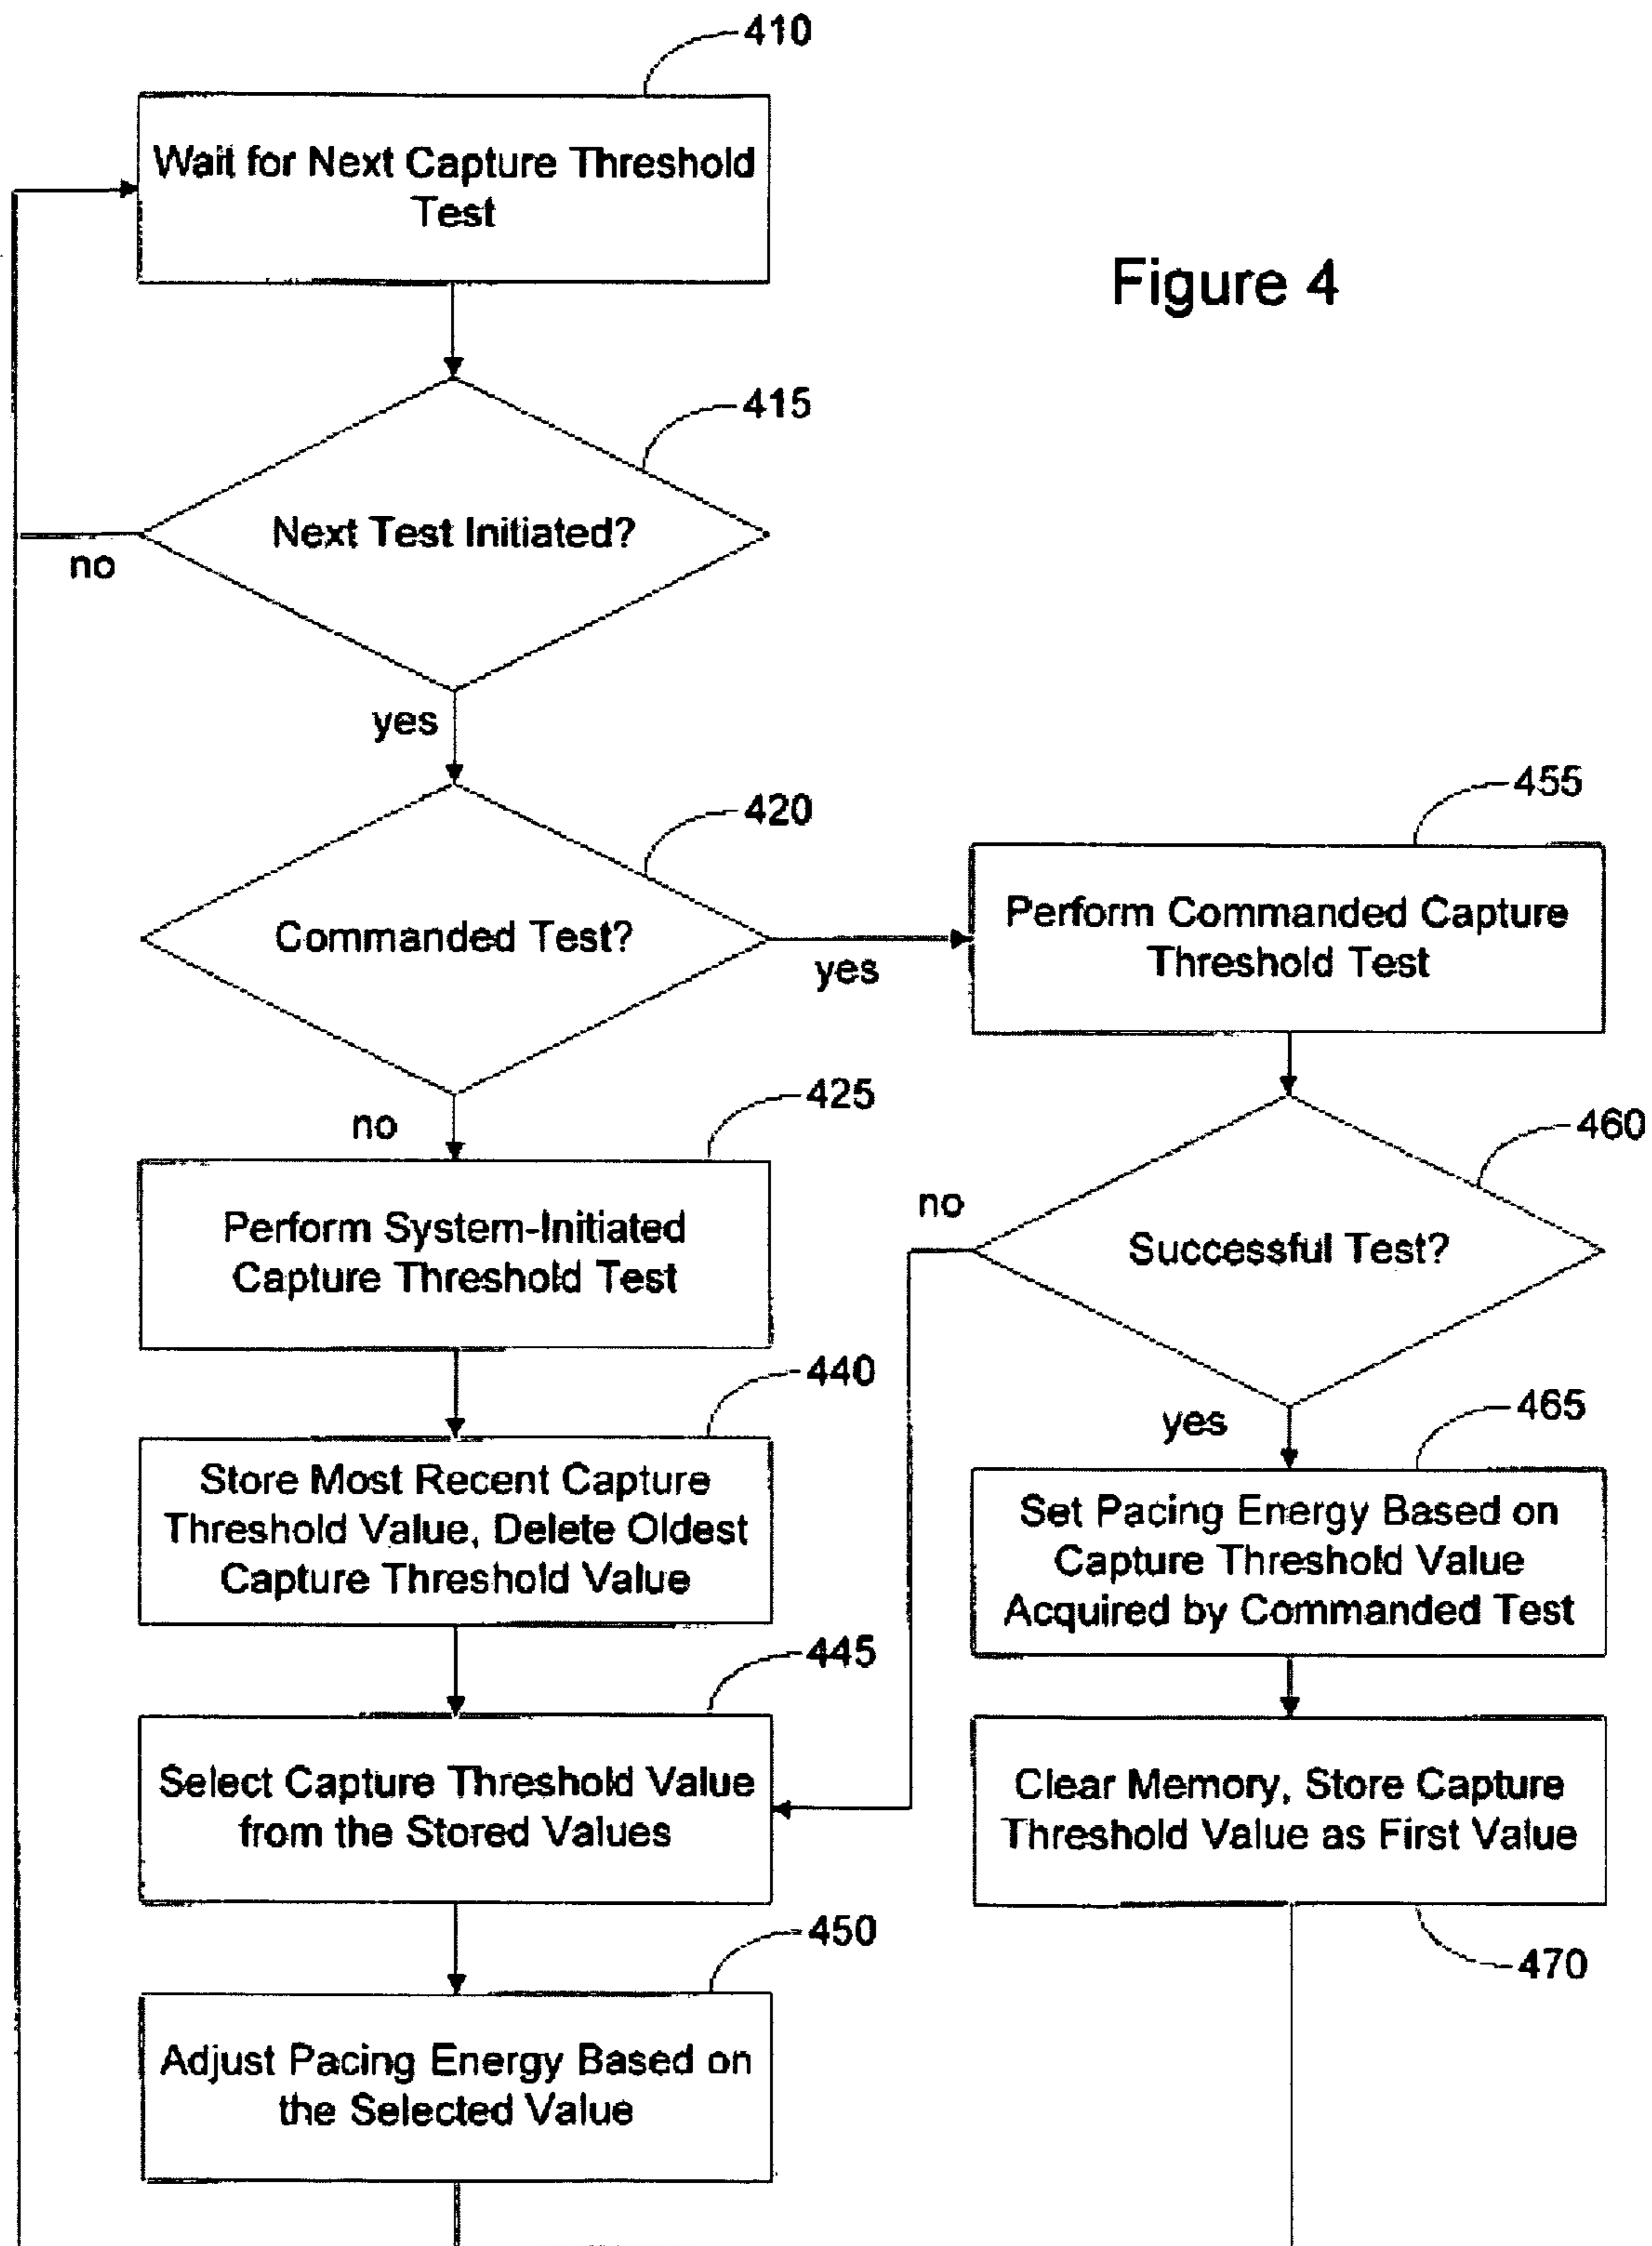 410
Wait for Next Capture Threshold
Test
Figure 4
415
Next Test Initiated?
no
yes
420
Commanded Test?
yes
no
455
Perform Commanded Capture
Threshold Test
425
Perform System-Initiated
Capture Threshold Test
460
Successful Test?
no
yes
440
Store Most Recent Capture
Threshold Value, Delete Oldest
Capture Threshold Value
465
Set Pacing Energy Based on
Capture Threshold Value
Acquired by Commanded Test
445
Select Capture Threshold Value
from the Stored Values
Clear Memory, Store Capture
Threshold Value as First Value
470
450
Adjust Pacing Energy Based on
the Selected Value